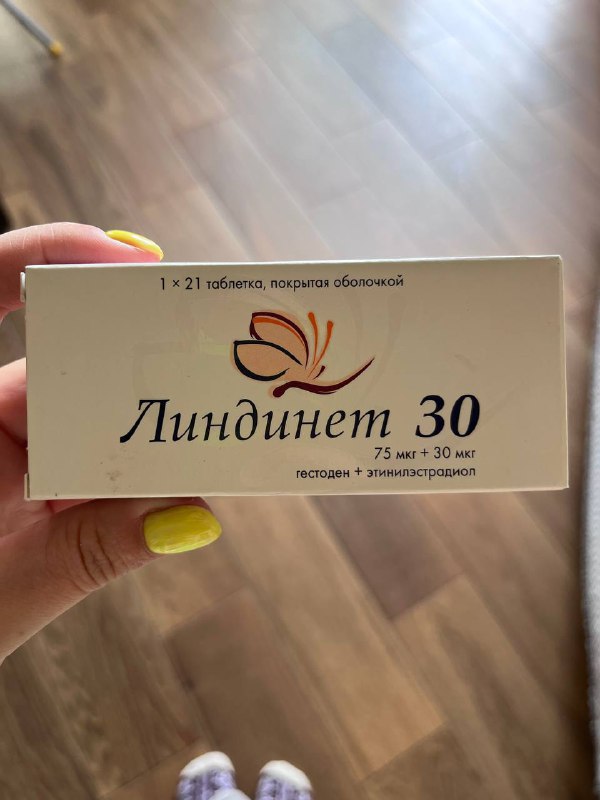 1 × 21 таблетка, покрытая оболочкой
Линдинет 30
75 мкг + 30 мкг
гестоден + этинилэстрадиол